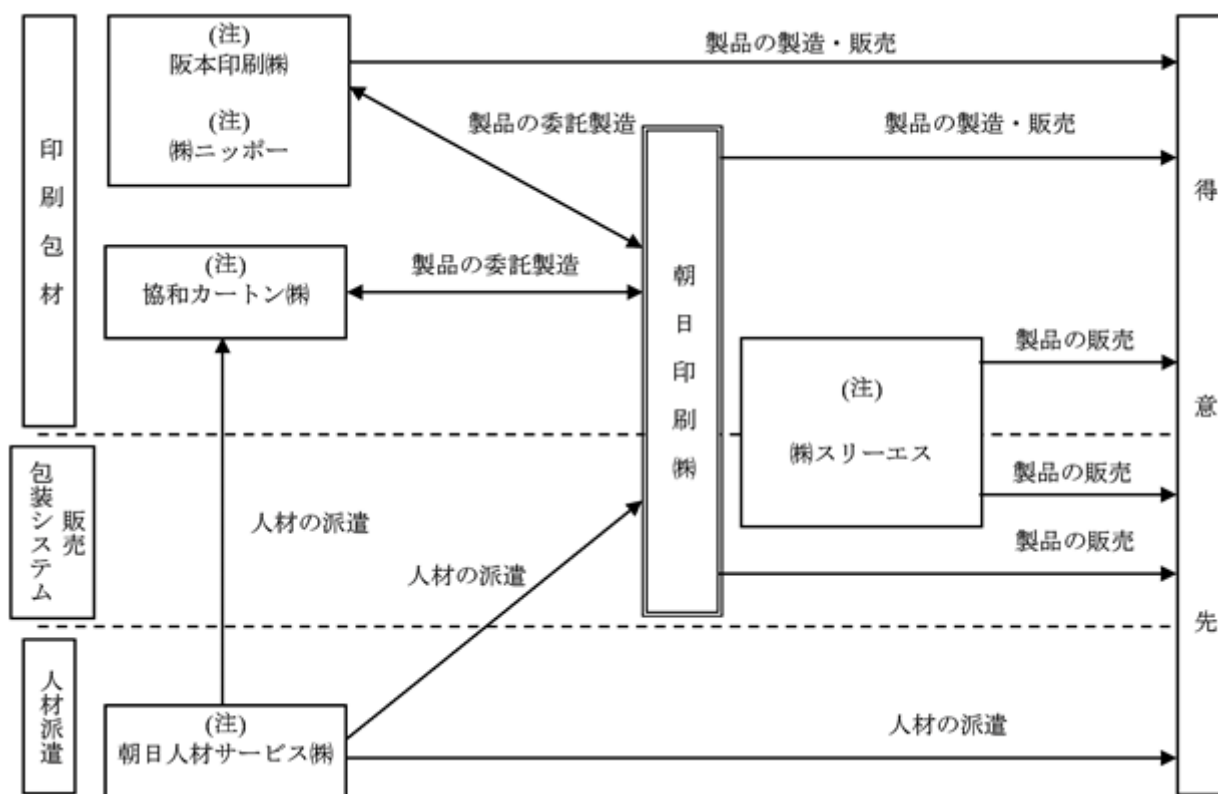 印刷包材
(注)
阪本印刷㈱
(注)
㈱ニッポー
製品の製造・販売
製品の委託製造
製品の製造・販売
(注)
協和カートン㈱
製品の委託製造
朝日印刷㈱
(注)
㈱スリーエス
製品の販売
製品の販売
製品の販売
得意先
包装システム
販売
人材の派遣
人材の派遣
人材派遣
(注)
朝日人材サービス㈱
人材の派遣